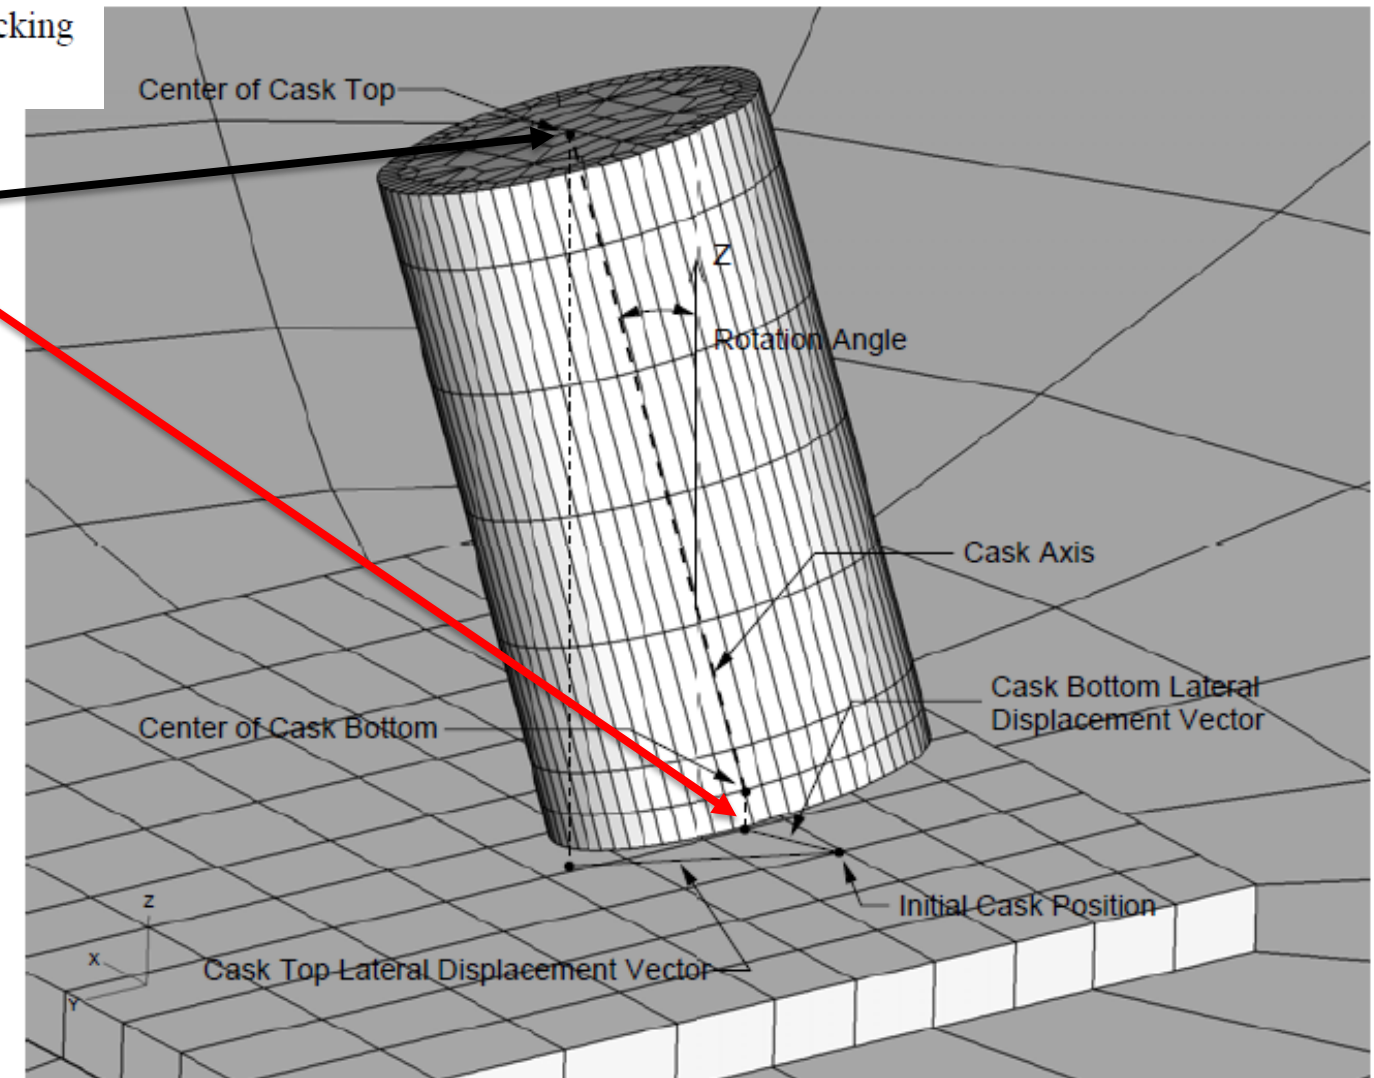 Center of Cask Top
Z
Rotation Angle
Cask Axis
Cask Bottom Lateral
Displacement Vector
Center of Cask Bottom
Initial Cask Position
Cask Top Lateral Displacement Vector
Z
X
Y